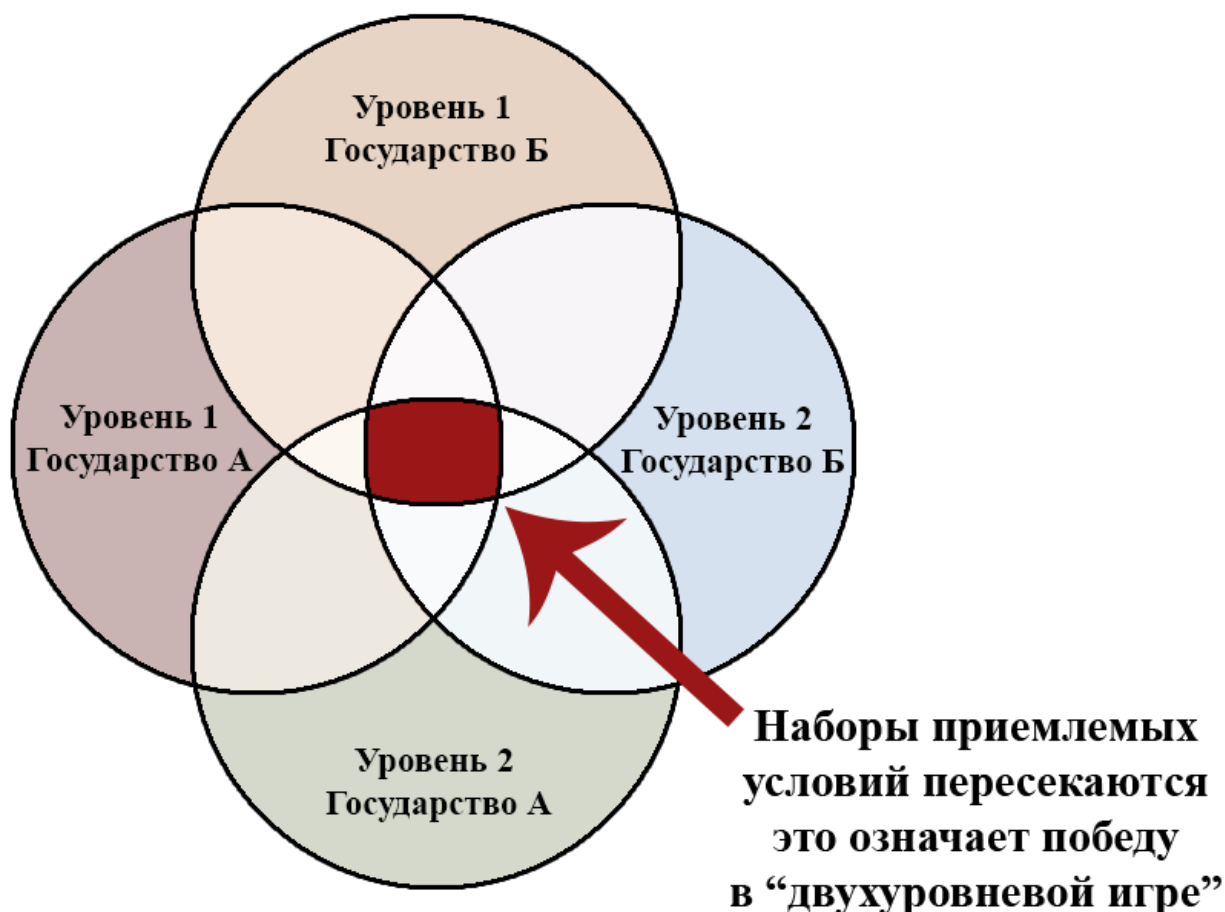 Уровень 1
Государство Б
Уровень 1
Государство А
Уровень 2
Государство Б
Уровень 2
Государство А
Наборы приемлемых
условий пересекаются
это означает победу
в “двухуровневой игре”